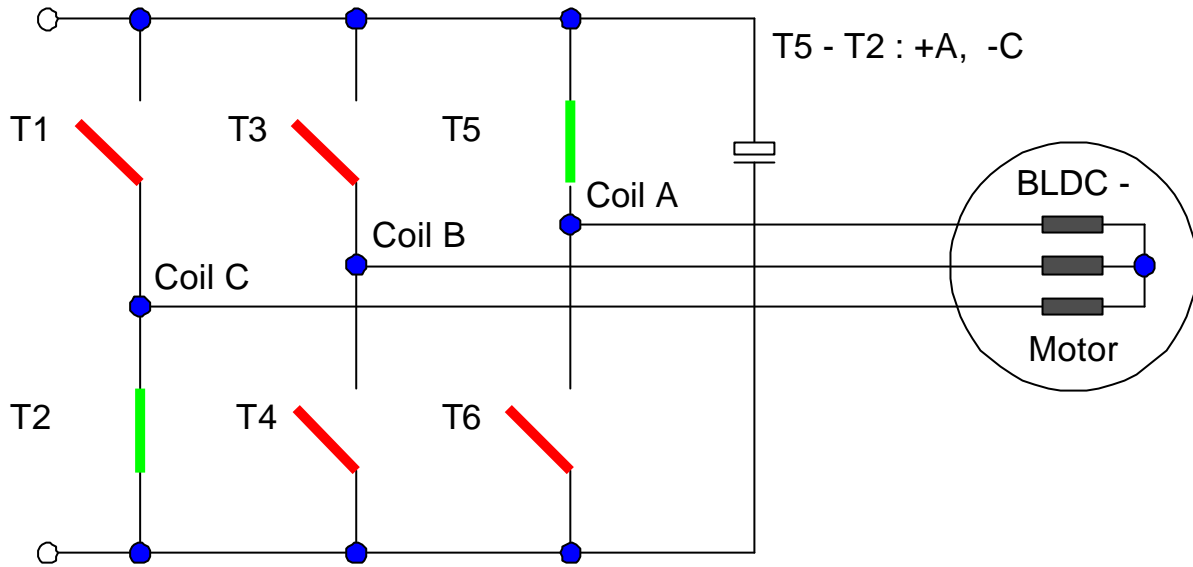 T5 - T2 : +A, -C
T1
T3
T5
BLDC -
Coil A
Coil B
Coil C
Motor
T2
T4
T6